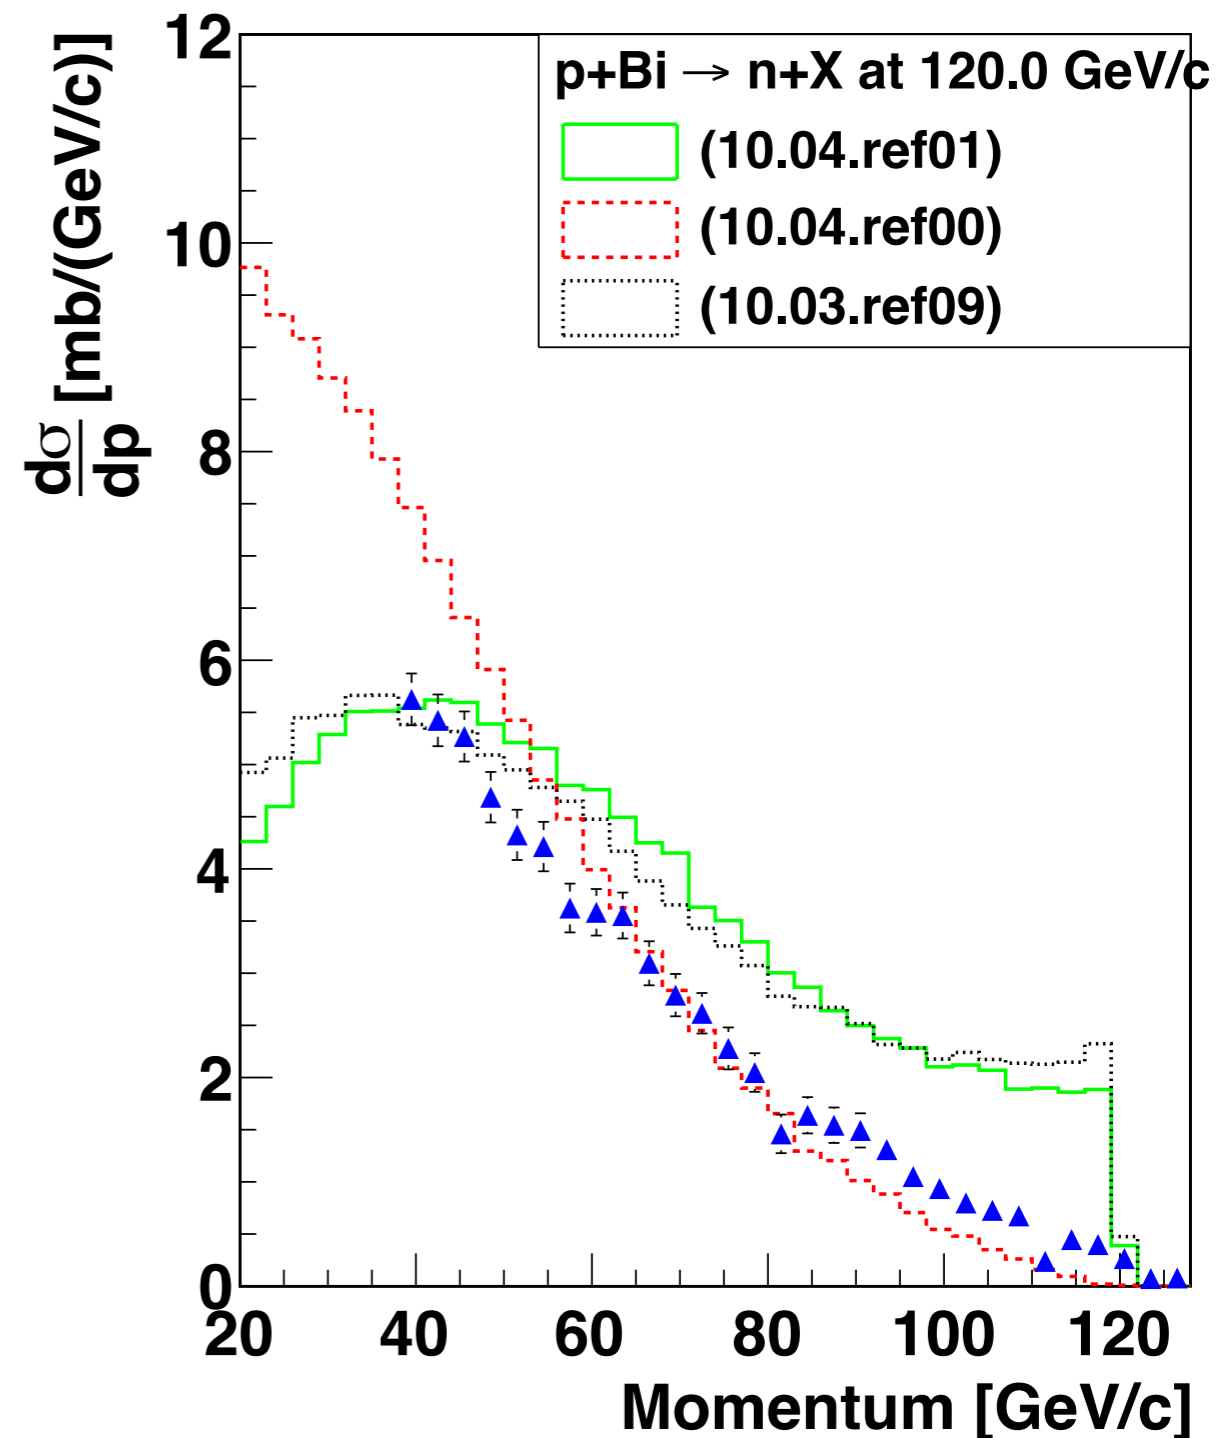 12
10
8
6
4
2
0
dσ
dp
[mb/(GeV/c)]
p+Bi → n+X at 120.0 GeV/c
(10.04.ref01)
(10.04.ref00)
(10.03.ref09)
20 40 60 80 100 120
Momentum [GeV/c]